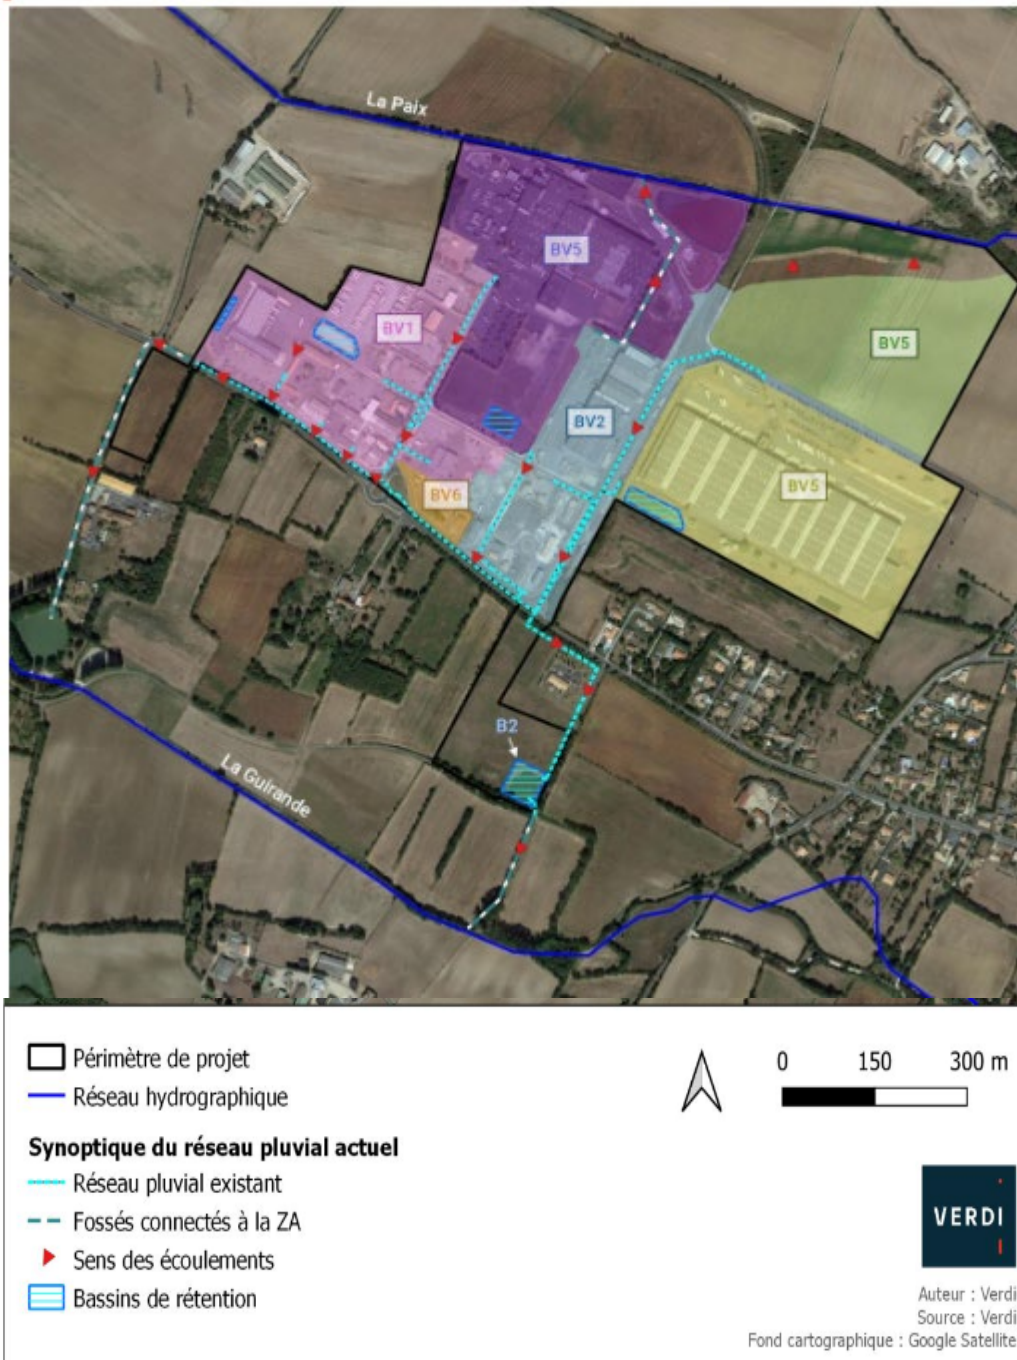 La Paix
BV5
BV1
BV5
BV2
BV6
BV5
B2
La Guirande
Périmètre de projet
Réseau hydrographique
0 150 300 m
Synoptique du réseau pluvial actuel
Réseau pluvial existant
Fossés connectés à la ZA
Sens des écoulements
Bassins de rétention
VERDI
Auteur : Verdi
Source : Verdi
Fond cartographique : Google Satellite